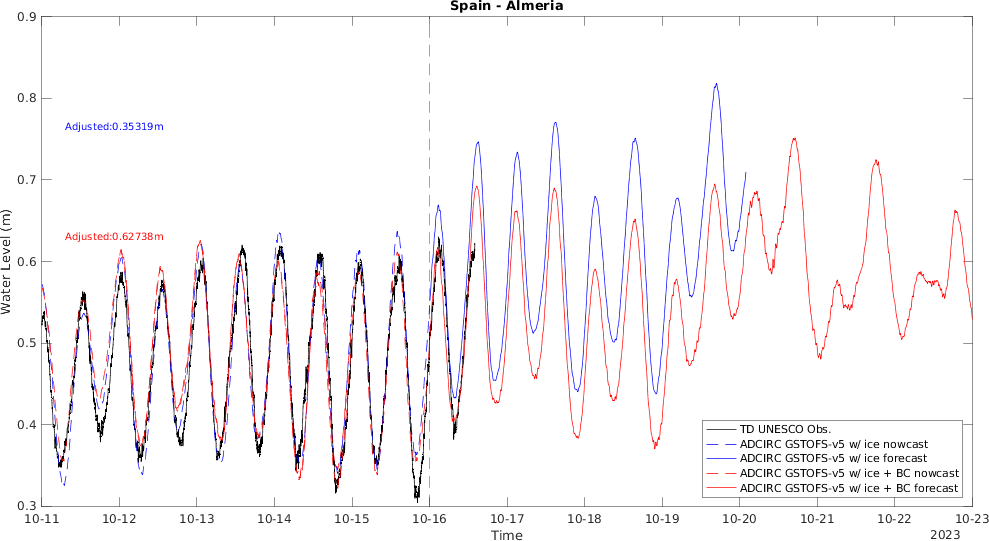 Spain - Almeria
0.9
0.8
0.7
0.6
0.5
0.4
0.3
Water Level (m)
Adjusted:0.35319m
Adjusted:0.62738m
TD UNESCO Obs.
ADCIRC GSTOFS-v5 w/ ice nowcast
ADCIRC GSTOFS-v5 w/ ice forecast
ADCIRC GSTOFS-v5 w/ ice + BC nowcast
ADCIRC GSTOFS-v5 w/ ice + BC forecast
10-11 10-12 10-13 10-14 10-15 10-16 10-17 10-18 10-19 10-20 10-21 10-22 10-23
Time
2023